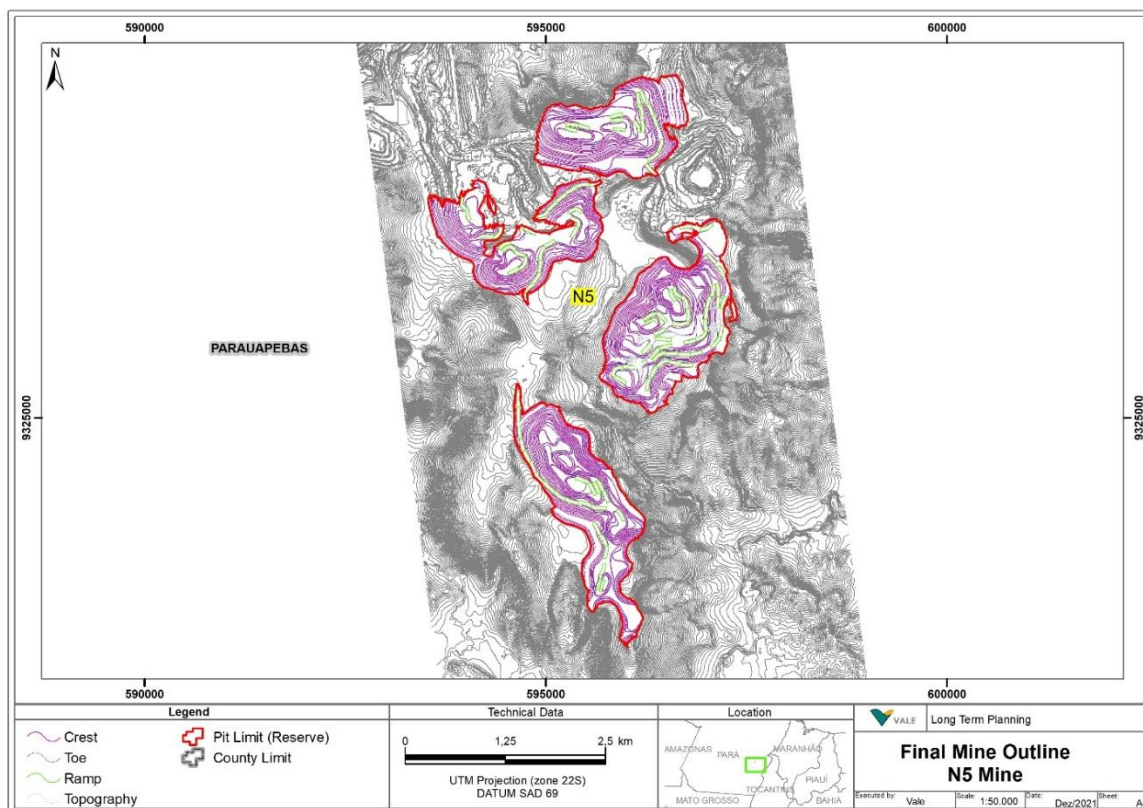 590000 595000 600000
N
N5
PARAUAPEBAS
9325000 9325000
590000 595000 600000
Legend
Crest
Toe
Ramp
Topography
Pit Limit (Reserve)
County Limit
Technical Data
0 1,25 2,5 km
UTM Projection (zone 22S)
DATUM SAD 69
Location
AMAZONAS
PARÁ
MARANHÃO
PIAUÍ
TOCANTINS
MATO GROSSO
BAHIA
VALE
Long Term Planning
Final Mine Outline
N5 Mine
Executed by: Vale
Scale: 1:50.000
Date: Dez/2021
Sheet: